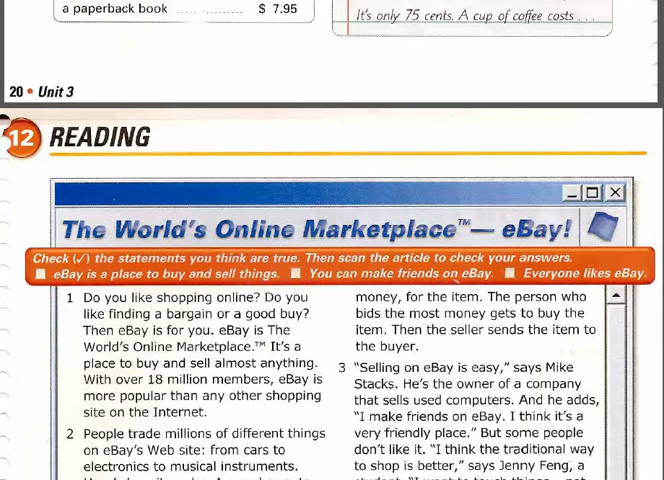 a paperback book .............. $ 7.95
It's only 75 cents. A cup of coffee costs . . .
20 • Unit 3
12 READING
The World's Online Marketplace™— eBay!
Check (✓) the statements you think are true. Then scan the article to check your answers.
eBay is a place to buy and sell things. You can make friends on eBay. Everyone likes eBay.
1 Do you like shopping online? Do you
like finding a bargain or a good buy?
Then eBay is for you. eBay is The
World's Online Marketplace.™ It's a
place to buy and sell almost anything.
With over 18 million members, eBay is
more popular than any other shopping
site on the Internet.
2 People trade millions of different things
on eBay's Web site: from cars to
electronics to musical instruments.
money, for the item. The person who
bids the most money gets to buy the
item. Then the seller sends the item to
the buyer.
3 "Selling on eBay is easy," says Mike
Stacks. He's the owner of a company
that sells used computers. And he adds,
"I make friends on eBay. I think it's a
very friendly place." But some people
don't like it. "I think the traditional way
to shop is better," says Jenny Feng, a
student. "I want to touch things